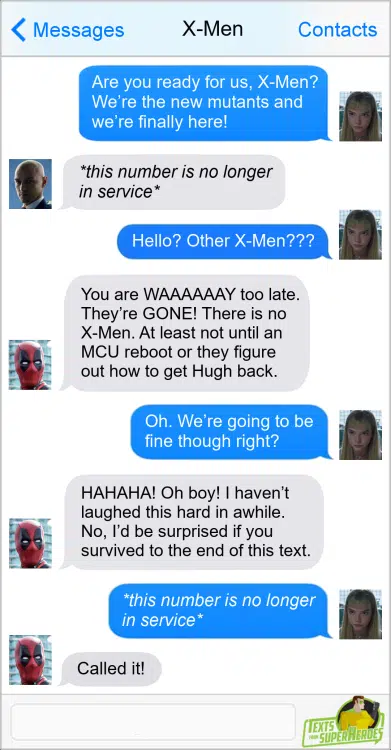 Messages
X-Men
Contacts
Are you ready for us, X-Men?
We’re the new mutants and
we’re finally here!
*this number is no longer
in service*
Hello? Other X-Men???
You are WAAAAAAY too late.
They’re GONE! There is no
X-Men. At least not until an
MCU reboot or they figure
out how to get Hugh back.
Oh. We’re going to be
fine though right?
HAHAHA! Oh boy! I haven’t
laughed this hard in awhile.
No, I’d be surprised if you
survived to the end of this text.
*this number is no longer
in service*
Called it!
TEXTS
FROM SUPERHEROES